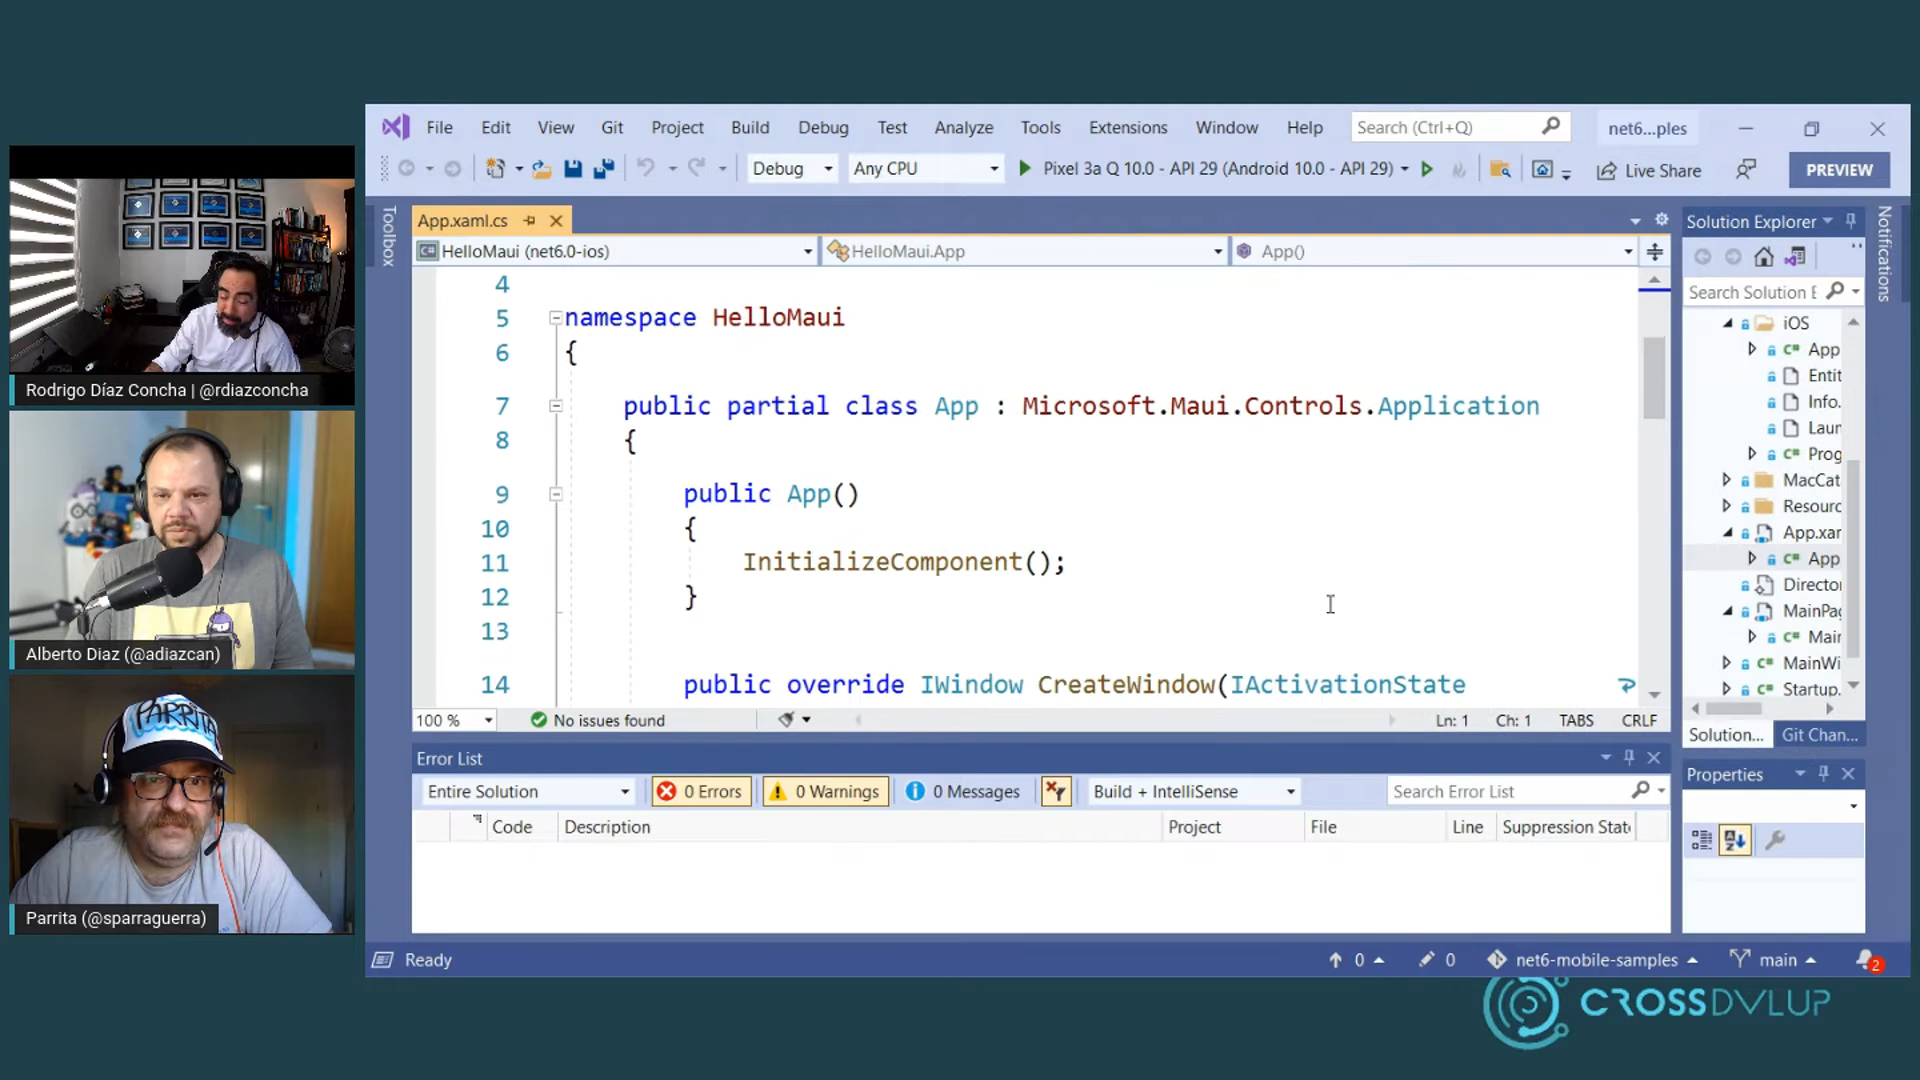 File Edit View Git Project Build Debug Test Analyze Tools Extensions Window Help Search (Ctrl+Q) net6...ples
Debug Any CPU Pixel 3a Q 10.0 - API 29 (Android 10.0 - API 29) Live Share PREVIEW
Toolbox
App.xaml.cs
HelloMaui (net6.0-ios) HelloMaui.App App()
4
5 namespace HelloMaui
6 {
7 public partial class App : Microsoft.Maui.Controls.Application
8 {
9 public App()
10 {
11 InitializeComponent();
12 }
13
14 public override IWindow CreateWindow(IActivationState
100 % No issues found Ln: 1 Ch: 1 TABS CRLF
Error List
Entire Solution 0 Errors 0 Warnings 0 Messages Build + IntelliSense Search Error List
Code Description Project File Line Suppression State
Solution Explorer
Search Solution E
iOS
App
Entit
Info.
Laun
Prog
MacCat
Resourc
App.xar
App
Director
MainPag
Mair
MainWi
Startup.
Solution... Git Chan...
Properties
Notifications
Ready 0 0 net6-mobile-samples main 2
Rodrigo Díaz Concha | @rdiazconcha
Alberto Diaz (@adiazcan)
PARRITA
Parrita (@sparraguerra)
CROSSDVLUP